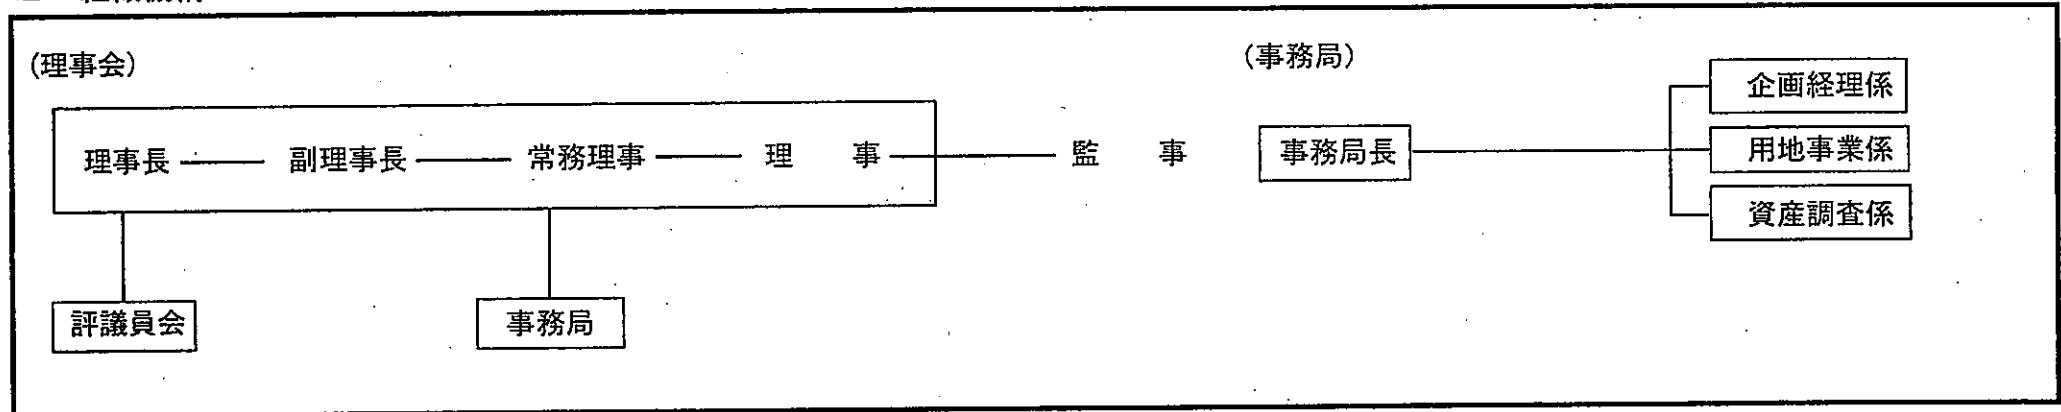 (理事会)
(事務局)
理事長 副理事長 常務理事 理 事 監 事
事務局長
企画経理係
用地事業係
資産調査係
評議員会
事務局